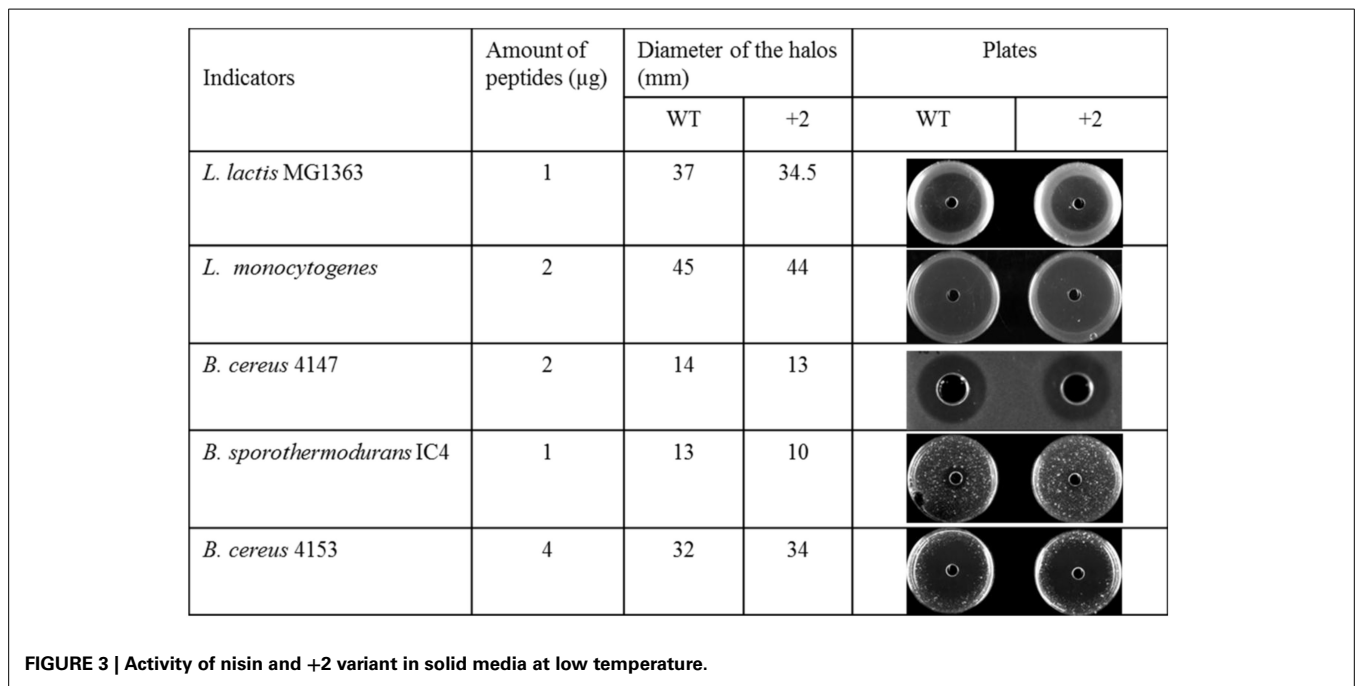 Indicators
Amount of
peptides (µg)
Diameter of the halos
(mm)
Plates
WT
+2
WT
+2
L. lactis MG1363
1
37
34.5
L. monocytogenes
2
45
44
B. cereus 4147
2
14
13
B. sporothermodurans IC4
1
13
10
B. cereus 4153
4
32
34
FIGURE 3 | Activity of nisin and +2 variant in solid media at low temperature.